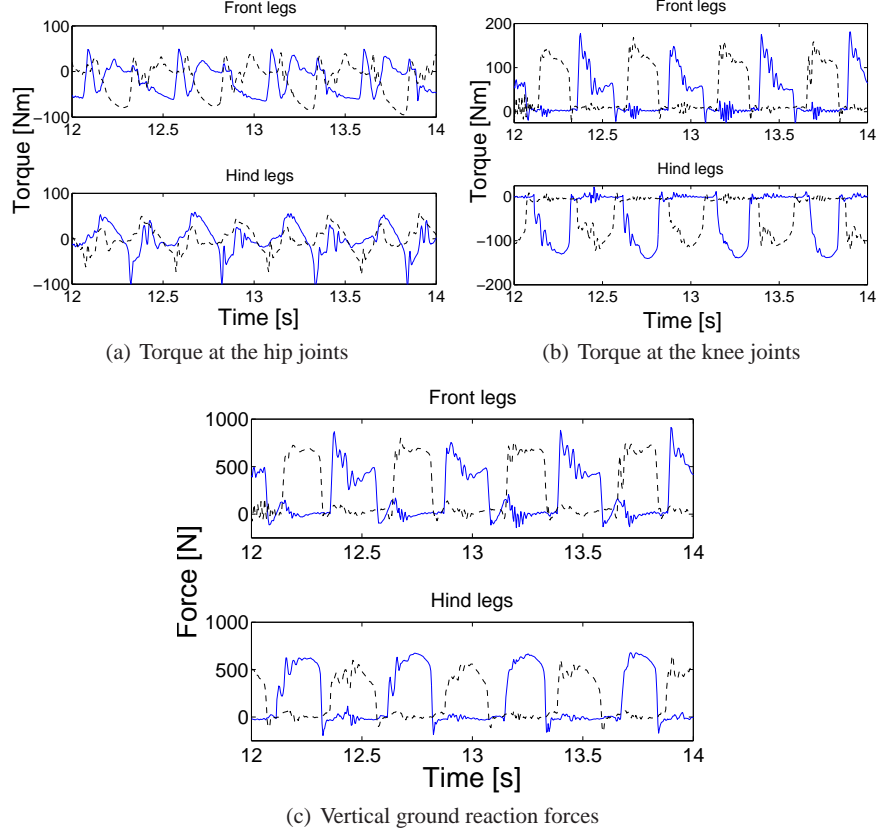 Front legs
100
0
−100
12 12.5 13 13.5 14
Hind legs
100
0
−100
12 12.5 13 13.5 14
Torque [Nm]
Time [s]
(a) Torque at the hip joints
Front legs
200
100
0
12 12.5 13 13.5 14
Hind legs
0
−100
−200
12 12.5 13 13.5 14
Torque [Nm]
Time [s]
(b) Torque at the knee joints
Front legs
1000
500
0
12 12.5 13 13.5 14
Hind legs
1000
500
0
12 12.5 13 13.5 14
Force [N]
Time [s]
(c) Vertical ground reaction forces